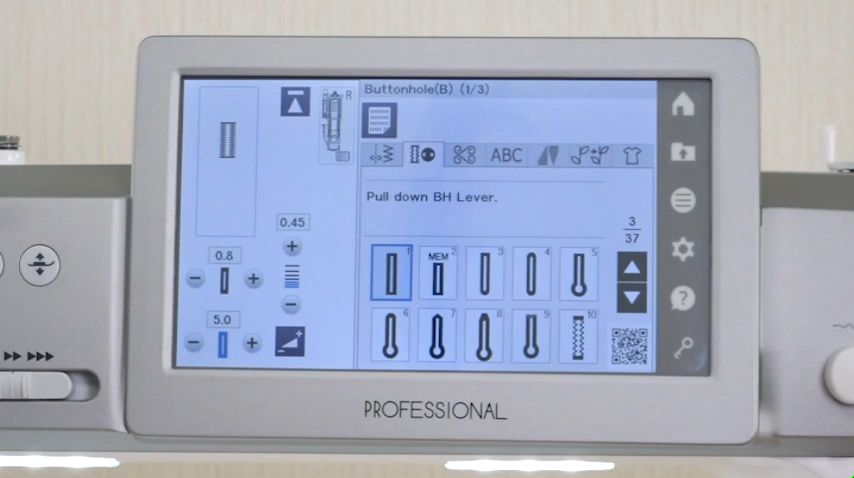 Buttonhole(B) (1/3)
R
ABC
Pull down BH Lever.
0.45
0.8
5.0
3
37
1
MEM 2
3
4
5
6
7
8
9
10
PROFESSIONAL